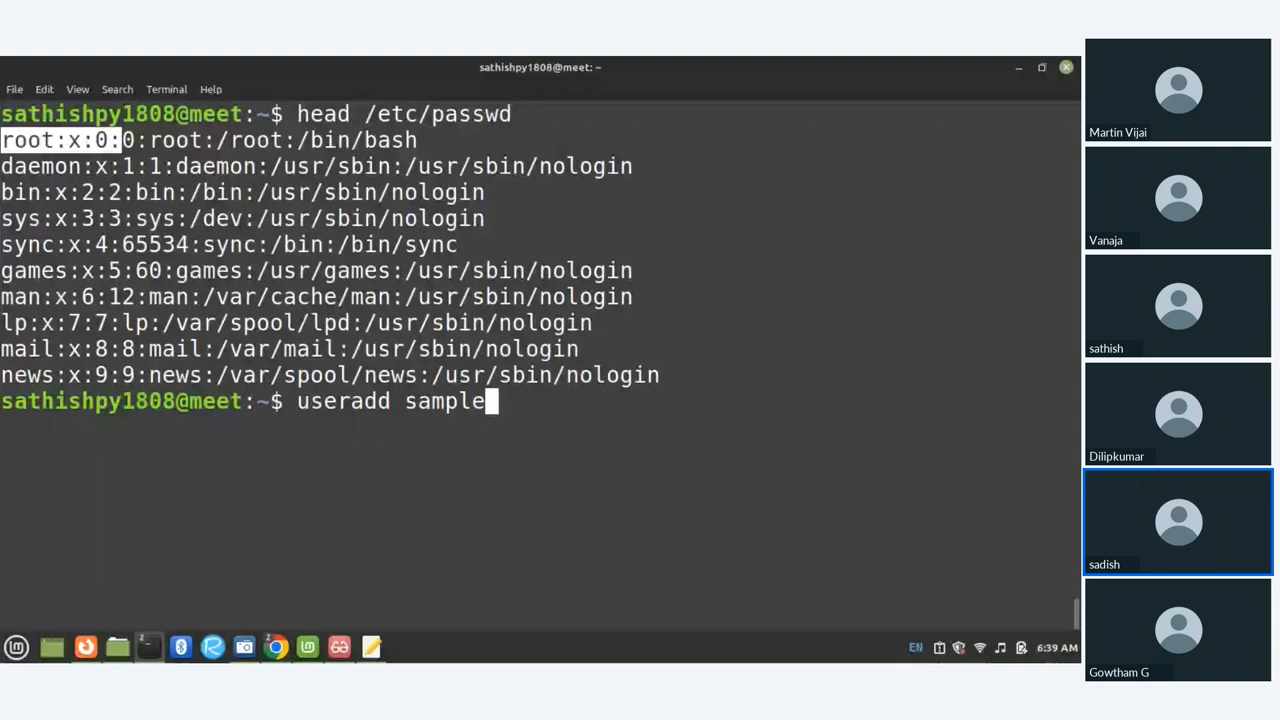 sathishpy1808@meet: ~
File Edit View Search Terminal Help
sathishpy1808@meet:~$ head /etc/passwd
root:x:0:0:root:/root:/bin/bash
daemon:x:1:1:daemon:/usr/sbin:/usr/sbin/nologin
bin:x:2:2:bin:/bin:/usr/sbin/nologin
sys:x:3:3:sys:/dev:/usr/sbin/nologin
sync:x:4:65534:sync:/bin:/bin/sync
games:x:5:60:games:/usr/games:/usr/sbin/nologin
man:x:6:12:man:/var/cache/man:/usr/sbin/nologin
lp:x:7:7:lp:/var/spool/lpd:/usr/sbin/nologin
mail:x:8:8:mail:/var/mail:/usr/sbin/nologin
news:x:9:9:news:/var/spool/news:/usr/sbin/nologin
sathishpy1808@meet:~$ useradd sample
EN 6:39 AM
Martin Vijai
Vanaja
sathish
Dilipkumar
sadish
Gowtham G